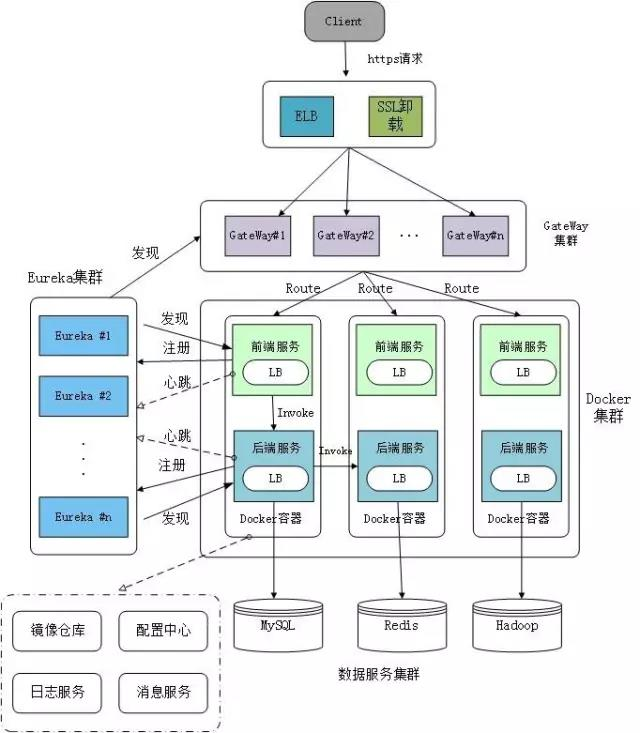 Client
https请求
ELB
SSL卸
载
GateWay#1
GateWay#2
...
GateWay#n
GateWay
集群
发现
Eureka集群
Route
Route
Route
Eureka #1
发现
注册
前端服务
LB
前端服务
LB
前端服务
LB
Eureka #2
心跳
Invoke
Docker
集群
心跳
注册
后端服务
LB
Invoke
后端服务
LB
后端服务
LB
Eureka #n
发现
Docker容器
Docker容器
Docker容器
MySQL
Redis
Hadoop
镜像仓库
配置中心
日志服务
消息服务
数据服务集群